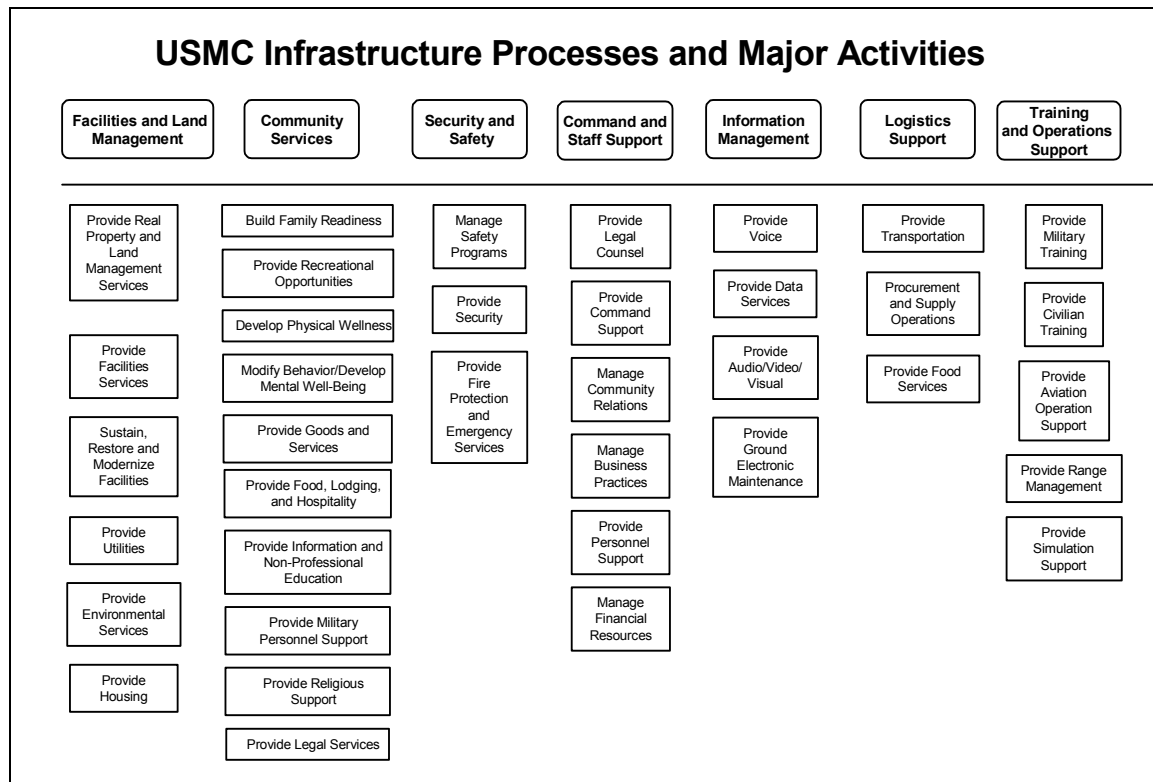 USMC Infrastructure Processes and Major Activities
Facilities and Land
Management
Community
Services
Security and
Safety
Command and
Staff Support
Information
Management
Logistics
Support
Training
and Operations
Support
Provide Real
Property and
Land
Management
Services
Provide
Facilities
Services
Sustain,
Restore and
Modernize
Facilities
Provide
Utilities
Provide
Environmental
Services
Provide
Housing
Build Family Readiness
Provide Recreational
Opportunities
Develop Physical Wellness
Modify Behavior/Develop
Mental Well-Being
Provide Goods and
Services
Provide Food, Lodging,
and Hospitality
Provide Information and
Non-Professional
Education
Provide Military
Personnel Support
Provide Religious
Support
Provide Legal Services
Manage
Safety
Programs
Provide
Security
Provide
Fire
Protection
and
Emergency
Services
Provide
Legal
Counsel
Provide
Command
Support
Manage
Community
Relations
Manage
Business
Practices
Provide
Personnel
Support
Manage
Financial
Resources
Provide
Voice
Provide Data
Services
Provide
Audio/Video/
Visual
Provide
Ground
Electronic
Maintenance
Provide
Transportation
Procurement
and Supply
Operations
Provide Food
Services
Provide
Military
Training
Provide
Civilian
Training
Provide
Aviation
Operation
Support
Provide Range
Management
Provide
Simulation
Support